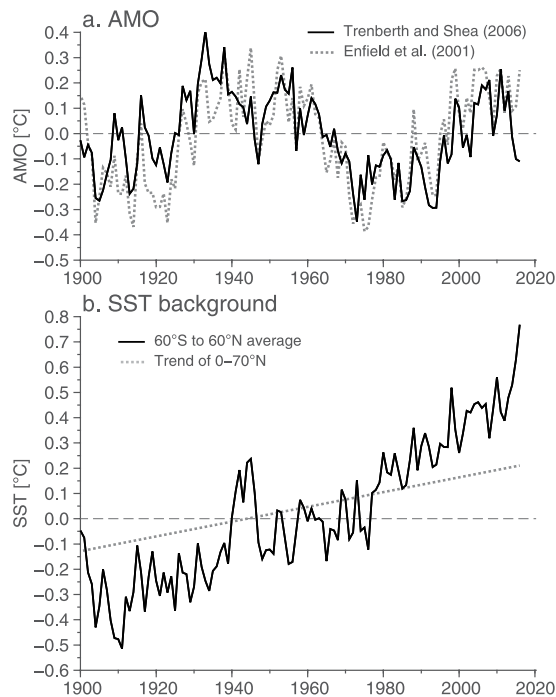 a. AMO
Trenberth and Shea (2006)
Enfield et al. (2001)
AMO [°C]
0.4
0.3
0.2
0.1
0.0
−0.1
−0.2
−0.3
−0.4
−0.5
1900 1920 1940 1960 1980 2000 2020
b. SST background
60°S to 60°N average
Trend of 0–70°N
SST [°C]
0.8
0.7
0.6
0.5
0.4
0.3
0.2
0.1
0.0
−0.1
−0.2
−0.3
−0.4
−0.5
−0.6
1900 1920 1940 1960 1980 2000 2020